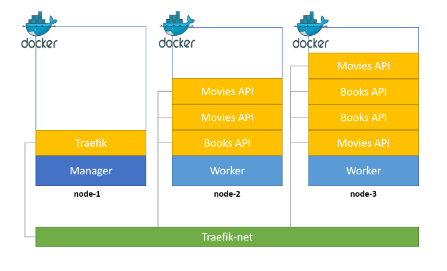 docker
docker
docker
Traefik
Manager
node-1
Movies API
Movies API
Books API
Worker
node-2
Movies API
Books API
Books API
Movies API
Worker
node-3
Traefik-net